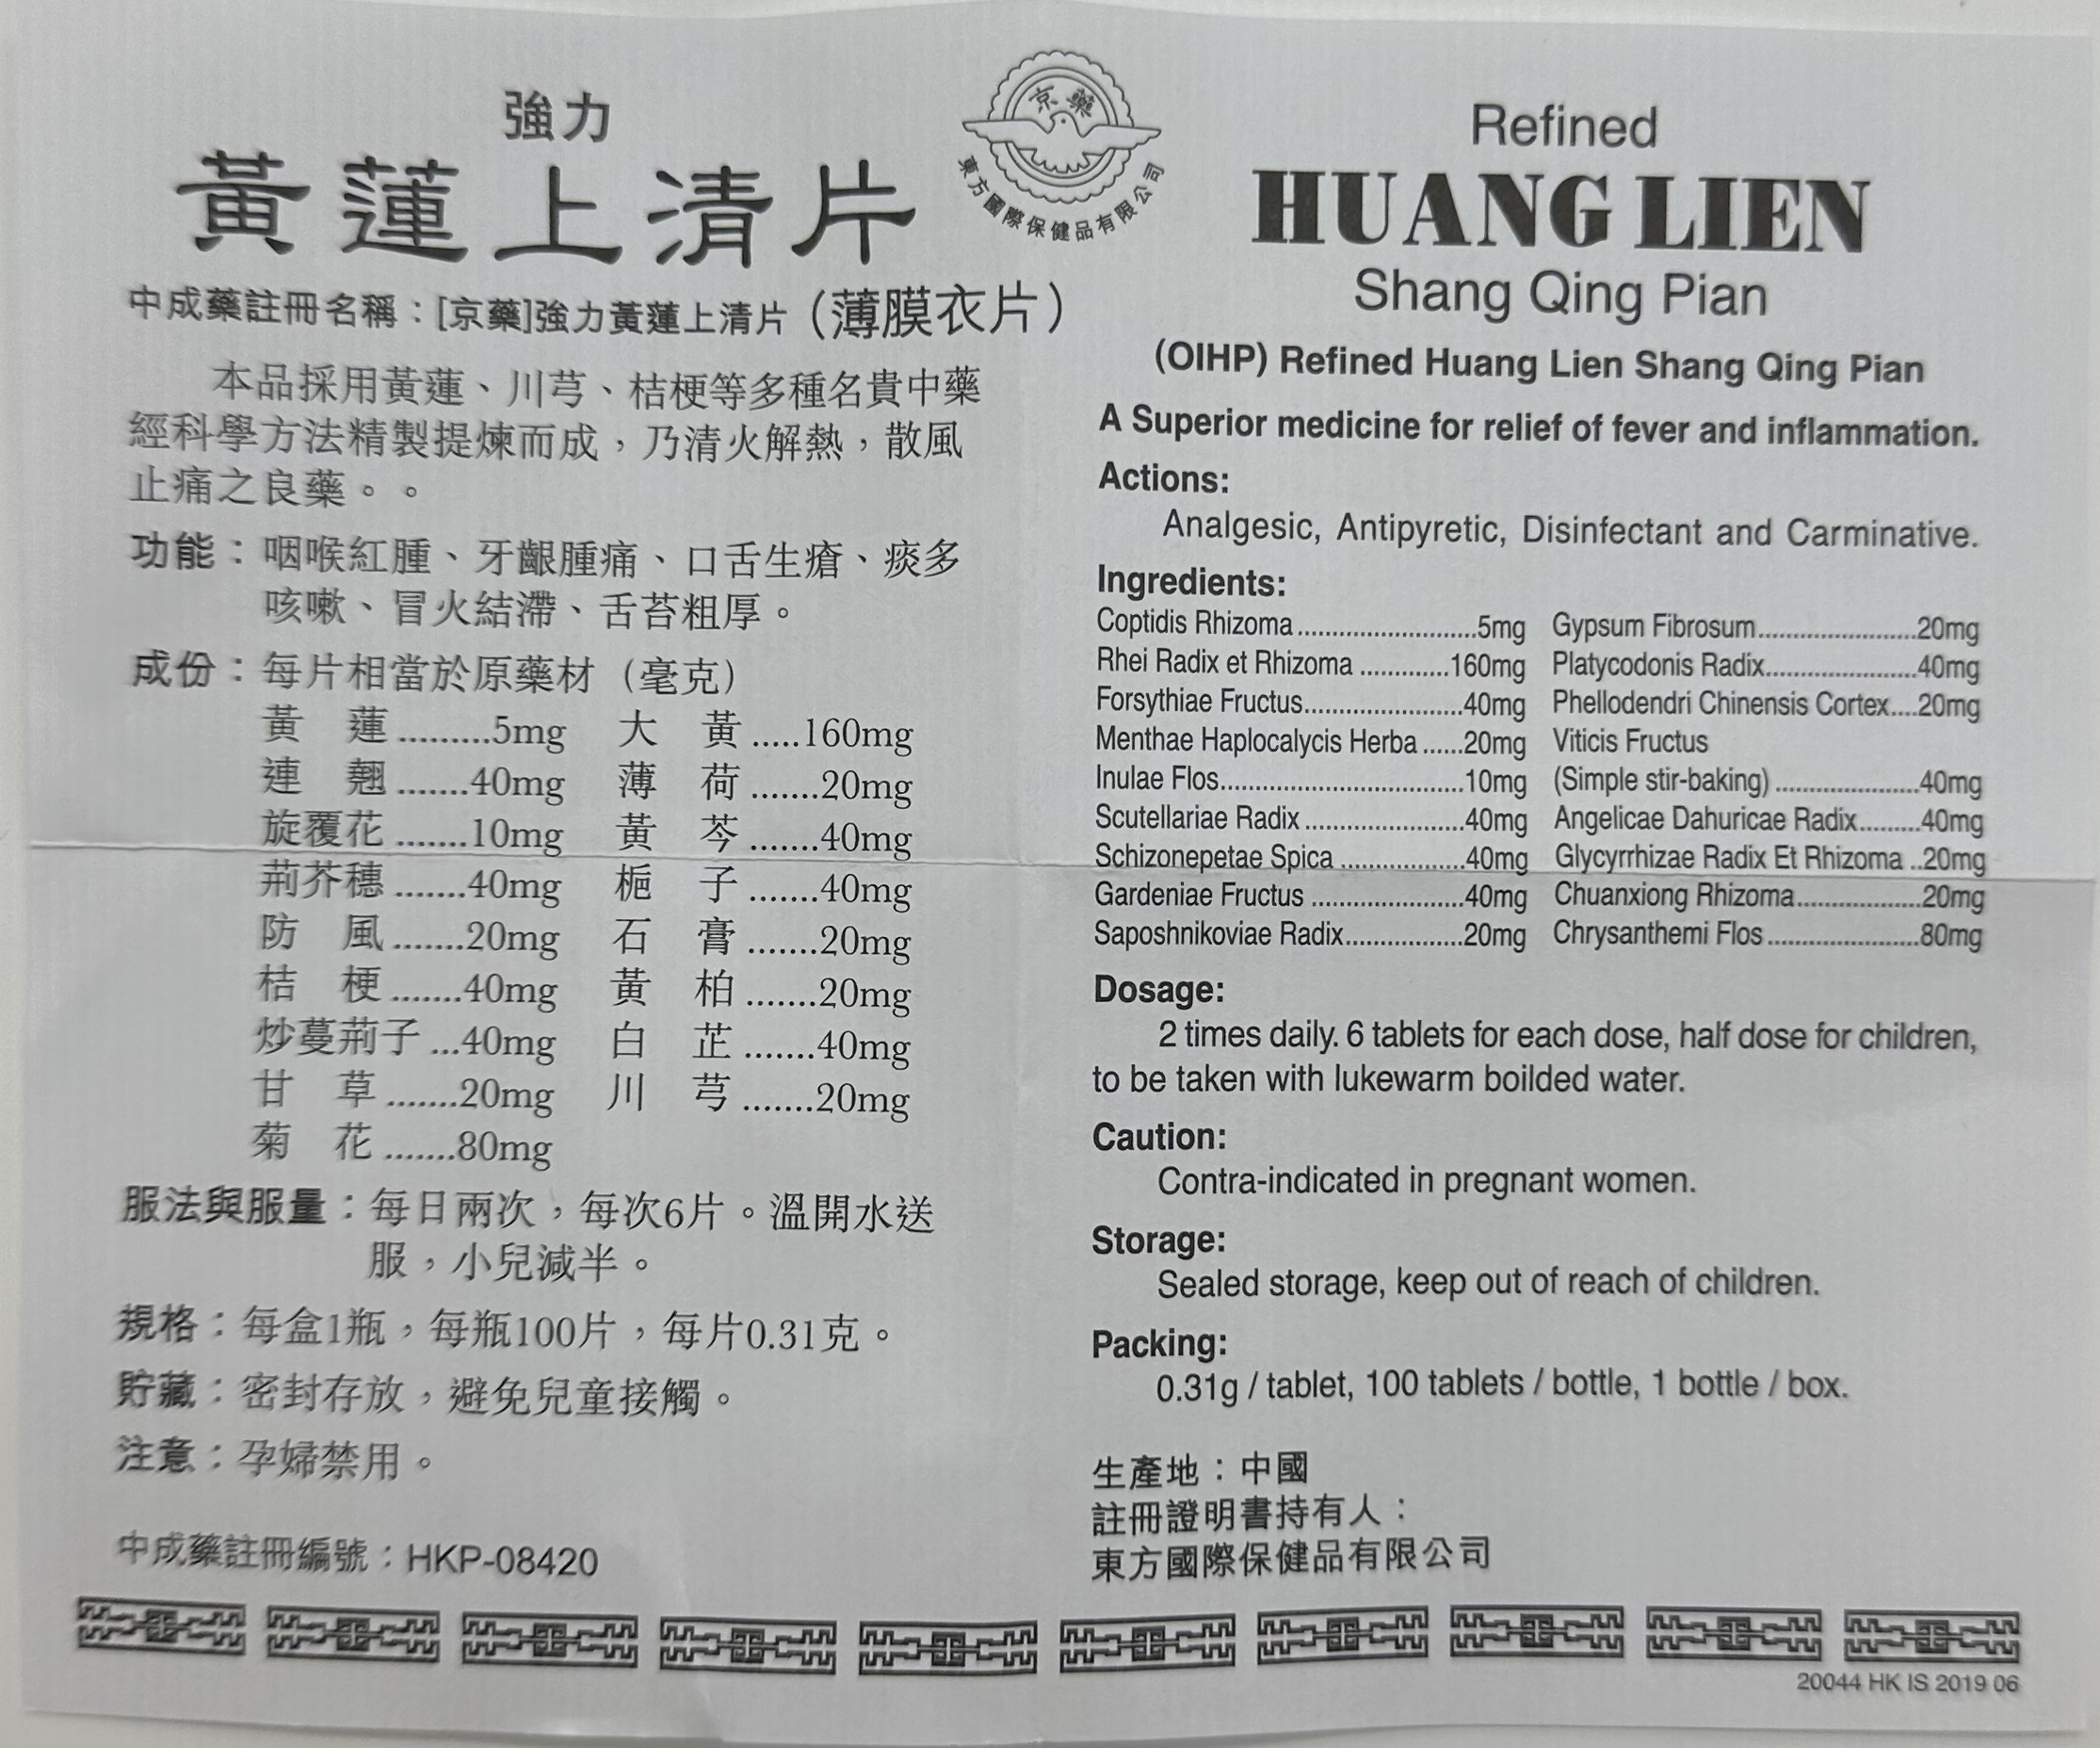 強力
黃蓮上清片
中成藥註冊名稱：[京藥]強力黃蓮上清片（薄膜衣片）
本品採用黃蓮、川芎、桔梗等多種名貴中藥
經科學方法精製提煉而成，乃清火解熱，散風
止痛之良藥。。
功能：咽喉紅腫、牙齦腫痛、口舌生瘡、痰多
咳嗽、冒火結滯、舌苔粗厚。
成份：每片相當於原藥材（毫克）
黃　蓮.........5mg　大　黃.....160mg
連　翹.......40mg　薄　荷.......20mg
旋覆花.......10mg　黃　芩.......40mg
荊芥穗.......40mg　梔　子.......40mg
防　風.......20mg　石　膏.......20mg
桔　梗.......40mg　黃　柏.......20mg
炒蔓荊子...40mg　白　芷.......40mg
甘　草.......20mg　川　芎.......20mg
菊　花.......80mg
服法與服量：每日兩次，每次6片。溫開水送
服，小兒減半。
規格：每盒1瓶，每瓶100片，每片0.31克。
貯藏：密封存放，避免兒童接觸。
注意：孕婦禁用。
中成藥註冊編號：HKP-08420
京藥
東方國際保健品有限公司
Refined
HUANG LIEN
Shang Qing Pian
(OIHP) Refined Huang Lien Shang Qing Pian
A Superior medicine for relief of fever and inflammation.
Actions:
Analgesic, Antipyretic, Disinfectant and Carminative.
Ingredients:
Coptidis Rhizoma...........................5mg Gypsum Fibrosum........................20mg
Rhei Radix et Rhizoma .............160mg Platycodonis Radix.......................40mg
Forsythiae Fructus........................40mg Phellodendri Chinensis Cortex....20mg
Menthae Haplocalycis Herba ......20mg Viticis Fructus
Inulae Flos.....................................10mg (Simple stir-baking) ......................40mg
Scutellariae Radix ........................40mg Angelicae Dahuricae Radix.........40mg
Schizonepetae Spica ...................40mg Glycyrrhizae Radix Et Rhizoma ..20mg
Gardeniae Fructus .......................40mg Chuanxiong Rhizoma...................20mg
Saposhnikoviae Radix..................20mg Chrysanthemi Flos .......................80mg
Dosage:
2 times daily. 6 tablets for each dose, half dose for children,
to be taken with lukewarm boilded water.
Caution:
Contra-indicated in pregnant women.
Storage:
Sealed storage, keep out of reach of children.
Packing:
0.31g / tablet, 100 tablets / bottle, 1 bottle / box.
生產地：中國
註冊證明書持有人：
東方國際保健品有限公司
20044 HK IS 2019 06